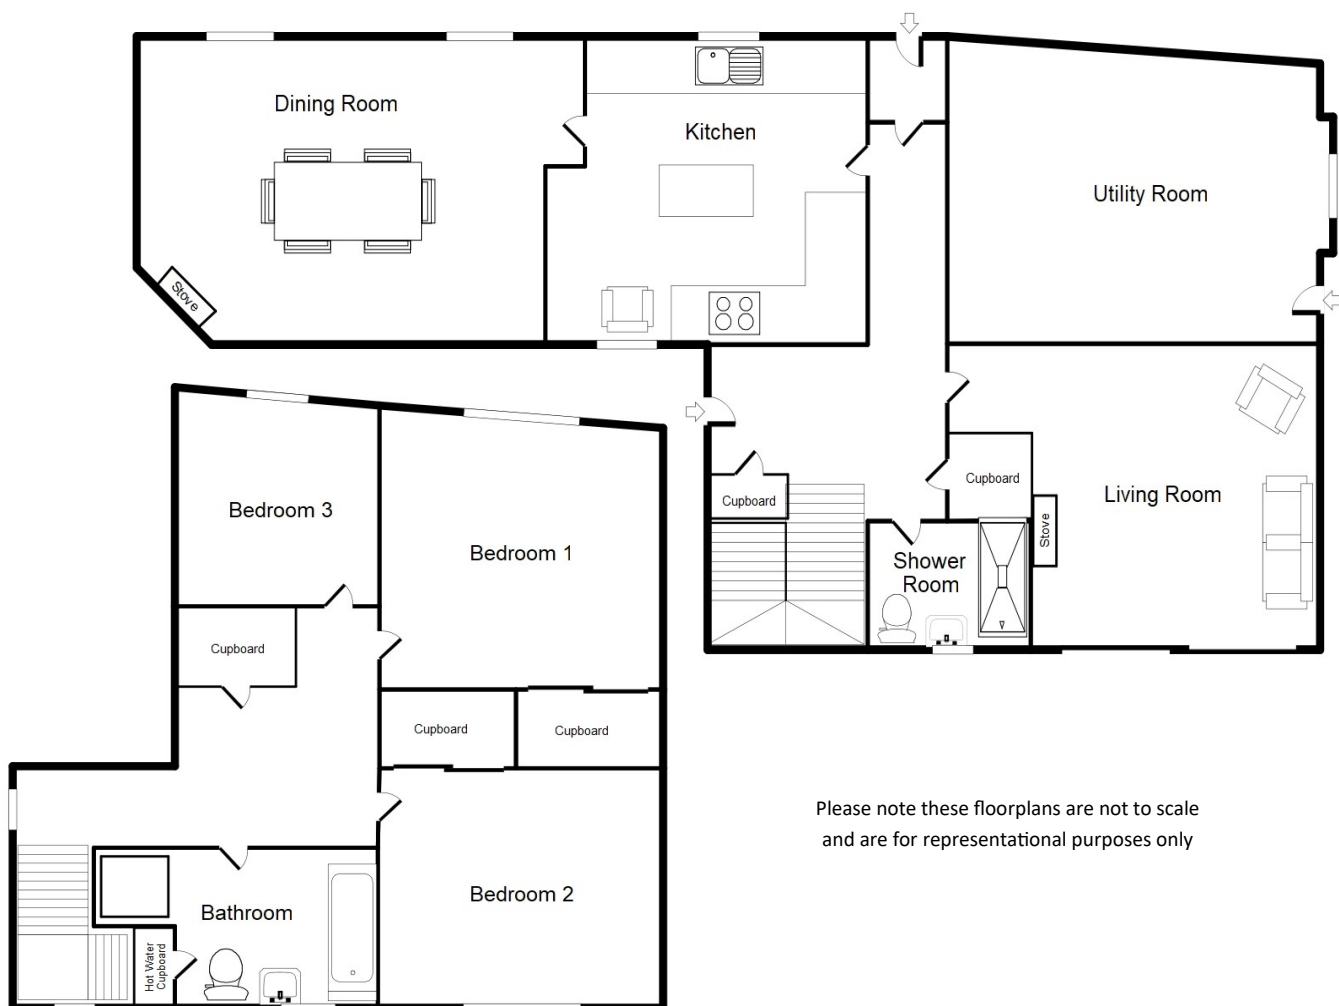 Dining Room
Kitchen
Utility Room
Stove
Cupboard
Living Room
Cupboard
Stove
Shower
Room
Bedroom 3
Bedroom 1
Cupboard
Cupboard
Cupboard
Please note these floorplans are not to scale
and are for representational purposes only
Bedroom 2
Bathroom
Hot Water
Cupboard